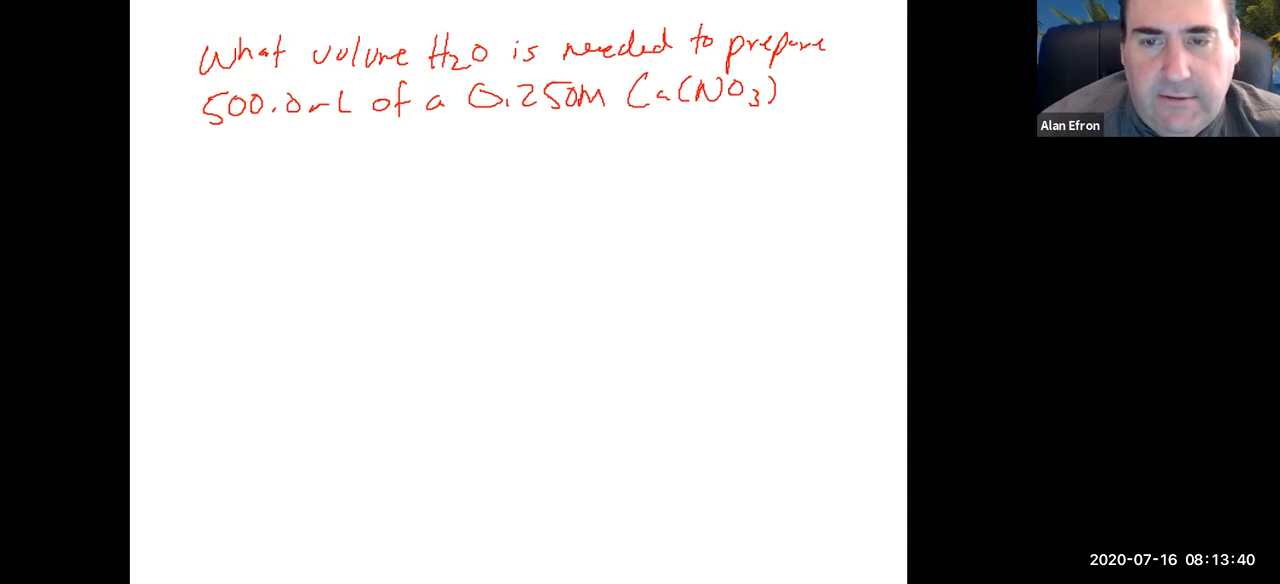 What volume H2O is needed to prepare
500.0mL of a 0.250M Ca(NO3)
Alan Efron
2020-07-16 08:13:40